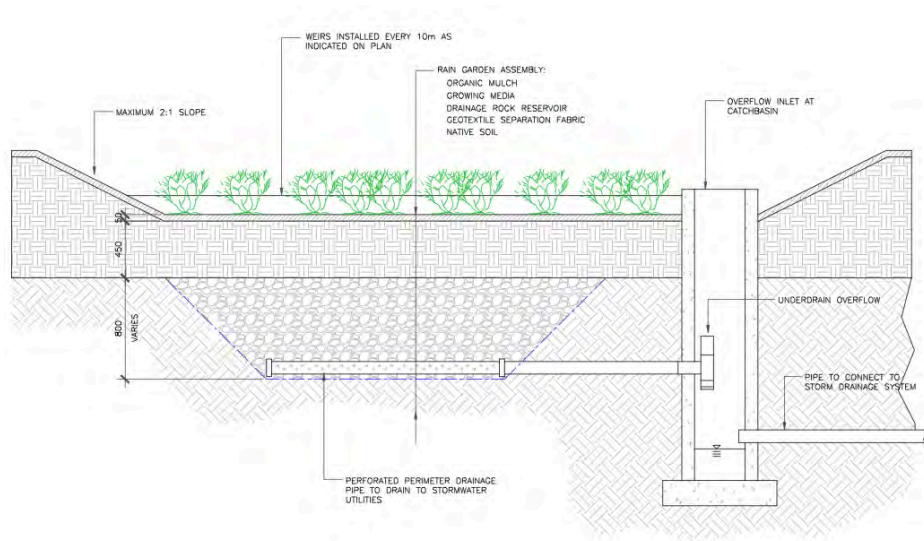 WEIRS INSTALLED EVERY 10m AS
INDICATED ON PLAN
RAIN GARDEN ASSEMBLY:
ORGANIC MULCH
GROWING MEDIA
DRAINAGE ROCK RESERVOIR
GEOTEXTILE SEPARATION FABRIC
NATIVE SOIL
OVERFLOW INLET AT
CATCHBASIN
MAXIMUM 2:1 SLOPE
50
450
800
VARIES
UNDERDRAIN OVERFLOW
PIPE TO CONNECT TO
STORM DRAINAGE SYSTEM
PERFORATED PERIMETER DRAINAGE
PIPE TO DRAIN TO STORMWATER
UTILITIES